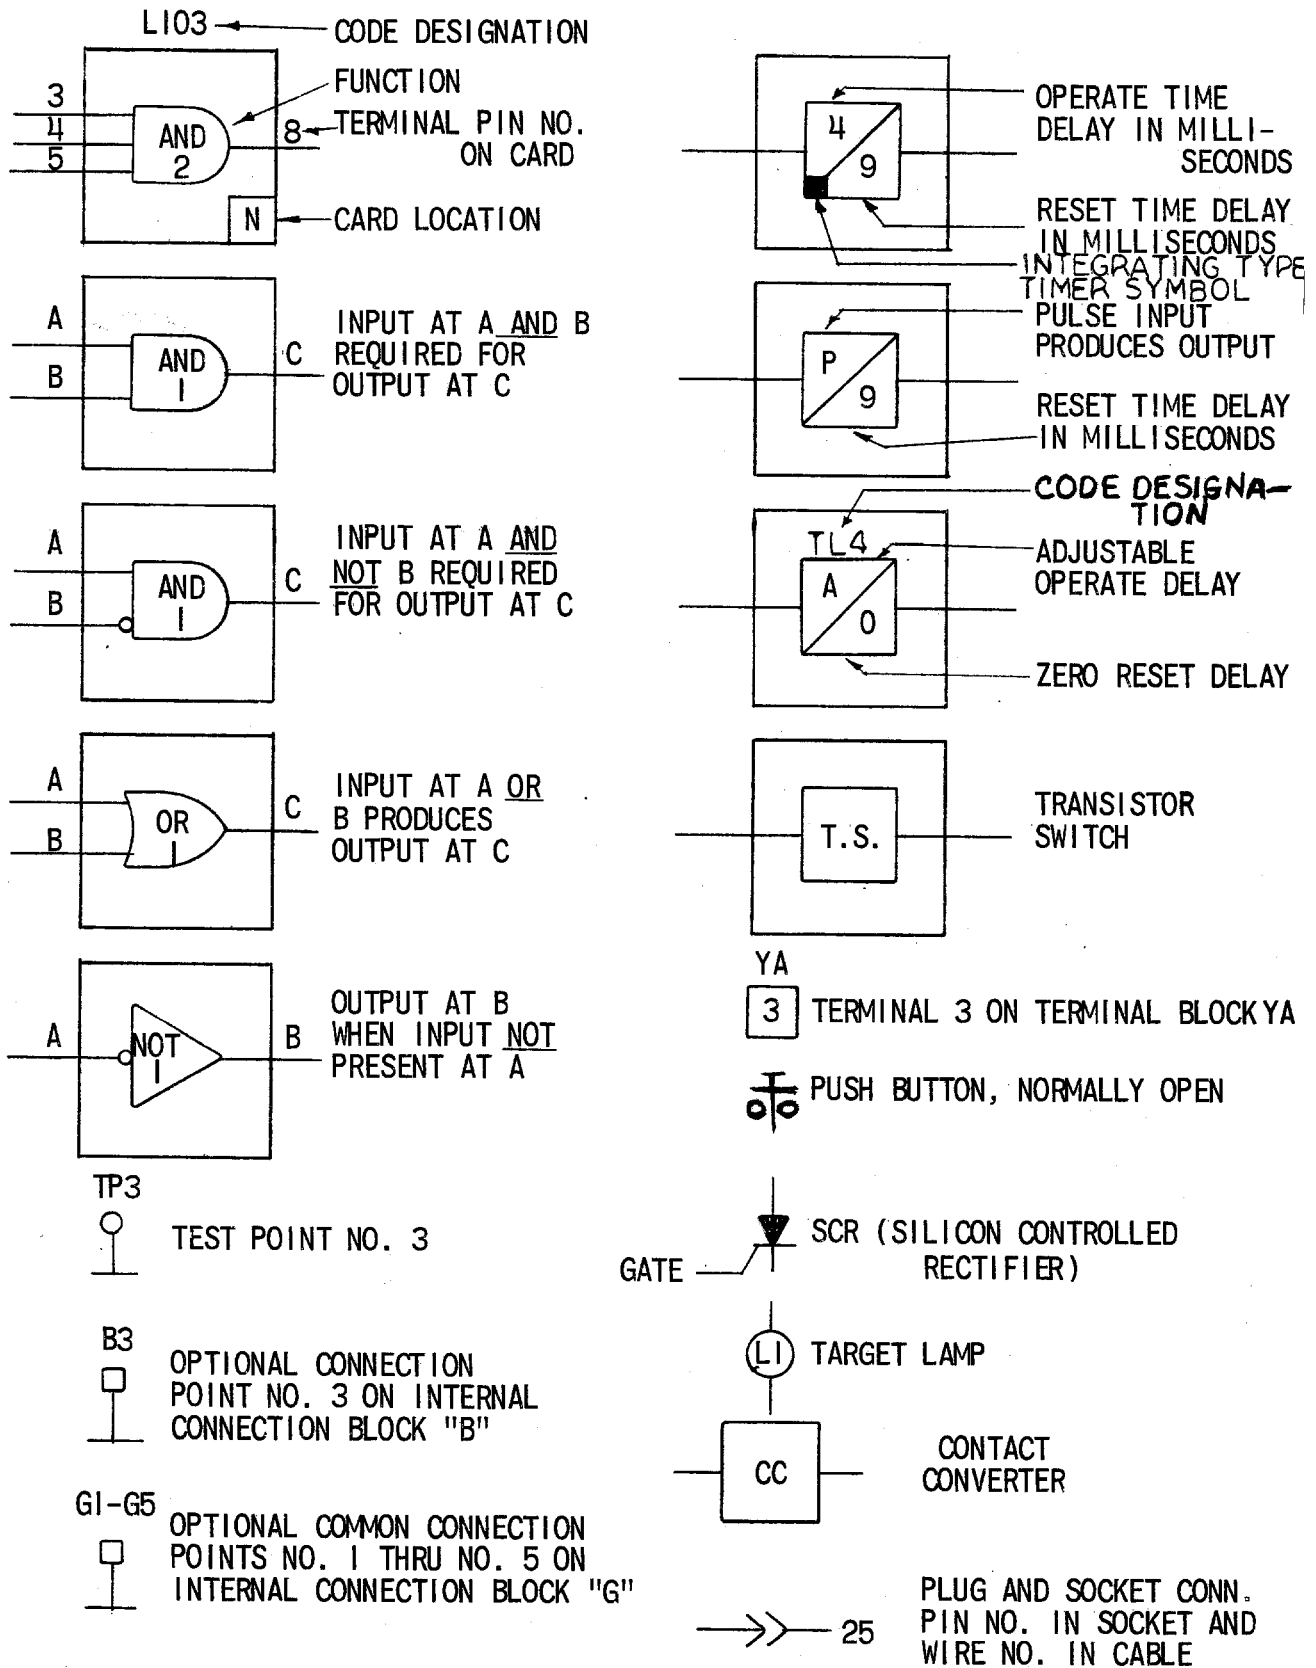 L103
CODE DESIGNATION
FUNCTION
3
4
5
AND
2
8
TERMINAL PIN NO.
ON CARD
N
CARD LOCATION
A
B
AND
1
C
INPUT AT A AND B
REQUIRED FOR
OUTPUT AT C
A
B
AND
1
C
INPUT AT A AND
NOT B REQUIRED
FOR OUTPUT AT C
A
B
OR
1
C
INPUT AT A OR
B PRODUCES
OUTPUT AT C
A
NOT
1
B
OUTPUT AT B
WHEN INPUT NOT
PRESENT AT A
TP3
TEST POINT NO. 3
B3
OPTIONAL CONNECTION
POINT NO. 3 ON INTERNAL
CONNECTION BLOCK "B"
G1-G5
OPTIONAL COMMON CONNECTION
POINTS NO. 1 THRU NO. 5 ON
INTERNAL CONNECTION BLOCK "G"
4
9
OPERATE TIME
DELAY IN MILLI-
SECONDS
RESET TIME DELAY
IN MILLISECONDS
INTEGRATING TYPE
TIMER SYMBOL
P
9
PULSE INPUT
PRODUCES OUTPUT
RESET TIME DELAY
IN MILLISECONDS
CODE DESIGNA-
TION
TL4
A
0
ADJUSTABLE
OPERATE DELAY
ZERO RESET DELAY
T.S.
TRANSISTOR
SWITCH
YA
3
TERMINAL 3 ON TERMINAL BLOCK YA
PUSH BUTTON, NORMALLY OPEN
GATE
SCR (SILICON CONTROLLED
RECTIFIER)
L1
TARGET LAMP
CC
CONTACT
CONVERTER
25
PLUG AND SOCKET CONN.
PIN NO. IN SOCKET AND
WIRE NO. IN CABLE